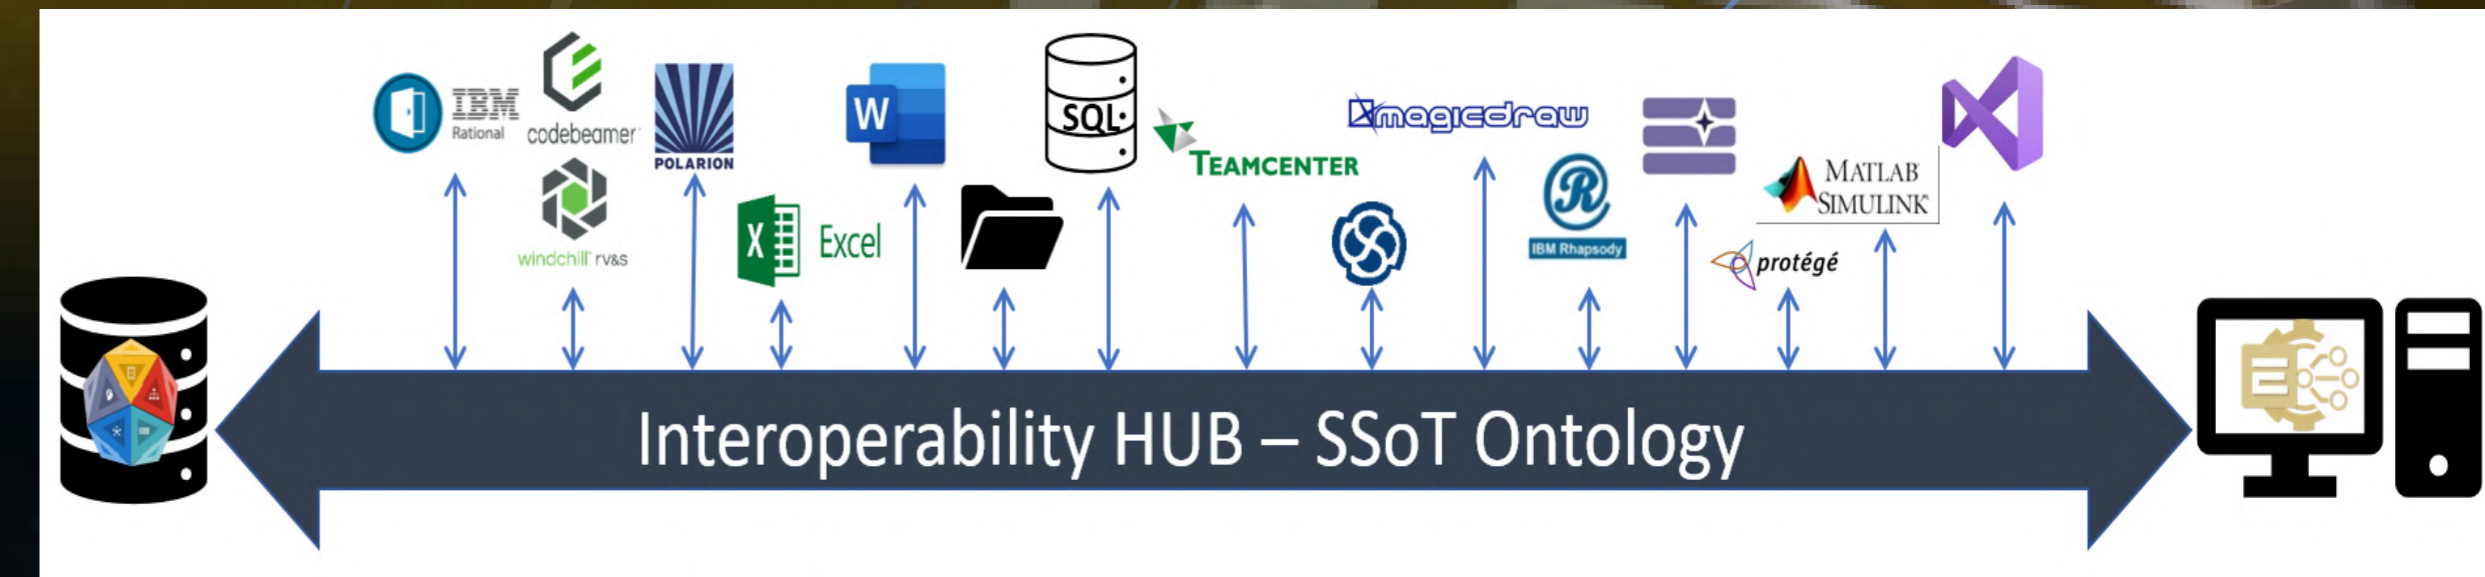 IBM
Rational
codebeamer
windchill rv&s
POLARION
X
Excel
W
SQL
TEAMCENTER
magicdraw
R
IBM Rhapsody
protégé
MATLAB
SIMULINK
E
Interoperability HUB – SSoT Ontology